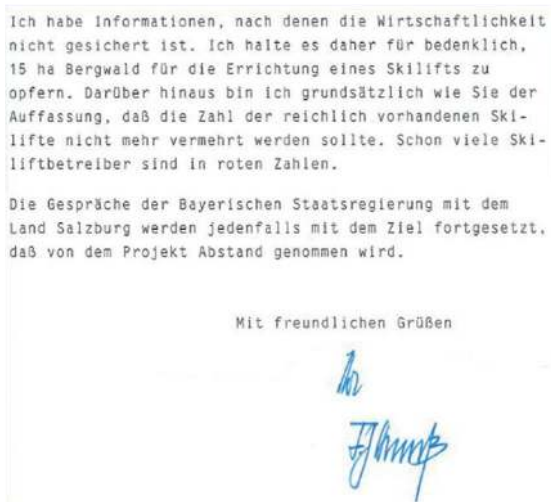 Ich habe Informationen, nach denen die Wirtschaftlichkeit
nicht gesichert ist. Ich halte es daher für bedenklich,
15 ha Bergwald für die Errichtung eines Skilifts zu
opfern. Darüber hinaus bin ich grundsätzlich wie Sie der
Auffassung, daß die Zahl der reichlich vorhandenen Ski-
lifte nicht mehr vermehrt werden sollte. Schon viele Ski-
liftbetreiber sind in roten Zahlen.
Die Gespräche der Bayerischen Staatsregierung mit dem
Land Salzburg werden jedenfalls mit dem Ziel fortgesetzt,
daß von dem Projekt Abstand genommen wird.
Mit freundlichen Grüßen
Ihr